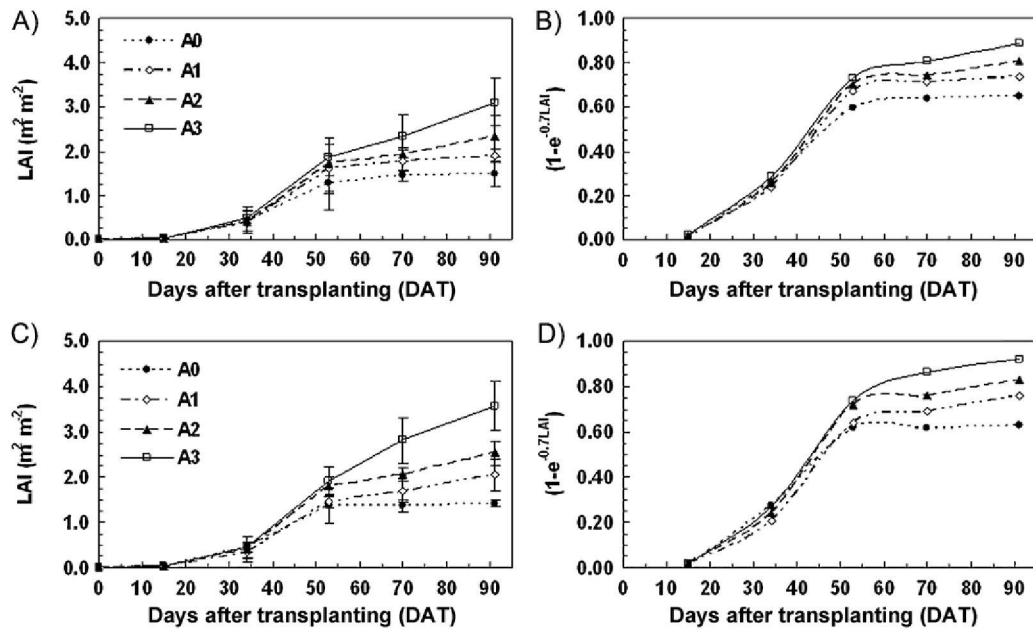 A)
LAI (m² m⁻²)
5.0
4.0
3.0
2.0
1.0
0.0
A0
A1
A2
A3
0 10 20 30 40 50 60 70 80 90
Days after transplanting (DAT)
B)
(1-e^-0.7LAI)
1.00
0.80
0.60
0.40
0.20
0.00
0 10 20 30 40 50 60 70 80 90
Days after transplanting (DAT)
C)
LAI (m² m⁻²)
5.0
4.0
3.0
2.0
1.0
0.0
A0
A1
A2
A3
0 10 20 30 40 50 60 70 80 90
Days after transplanting (DAT)
D)
(1-e^-0.7LAI)
1.00
0.80
0.60
0.40
0.20
0.00
0 10 20 30 40 50 60 70 80 90
Days after transplanting (DAT)